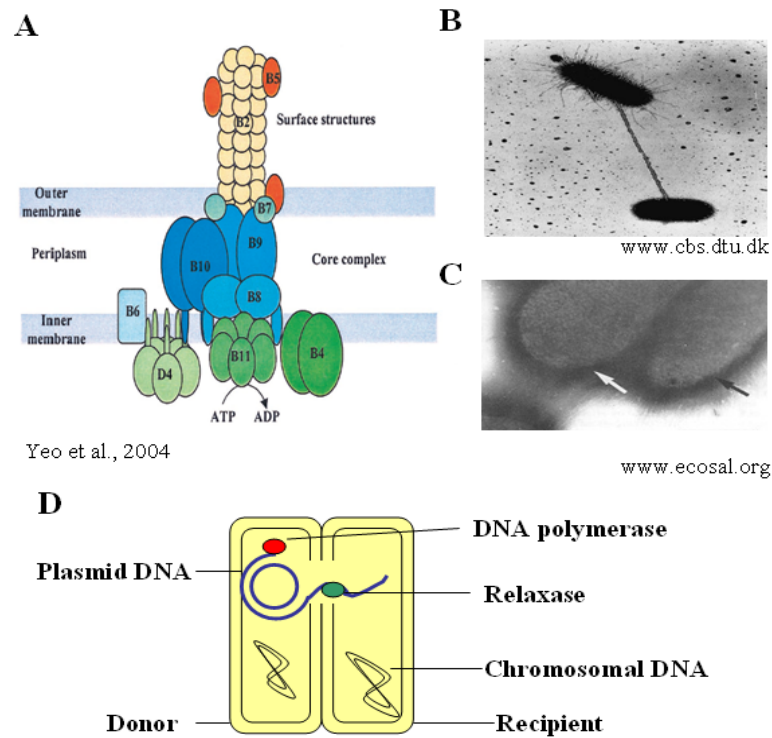 A
B5
B2
Surface structures
Outer
membrane
B7
Periplasm
B9
B10
Core complex
B8
B6
Inner
membrane
B11
B4
D4
ATP
ADP
Yeo et al., 2004
B
www.cbs.dtu.dk
C
www.ecosal.org
D
DNA polymerase
Plasmid DNA
Relaxase
Chromosomal DNA
Donor
Recipient